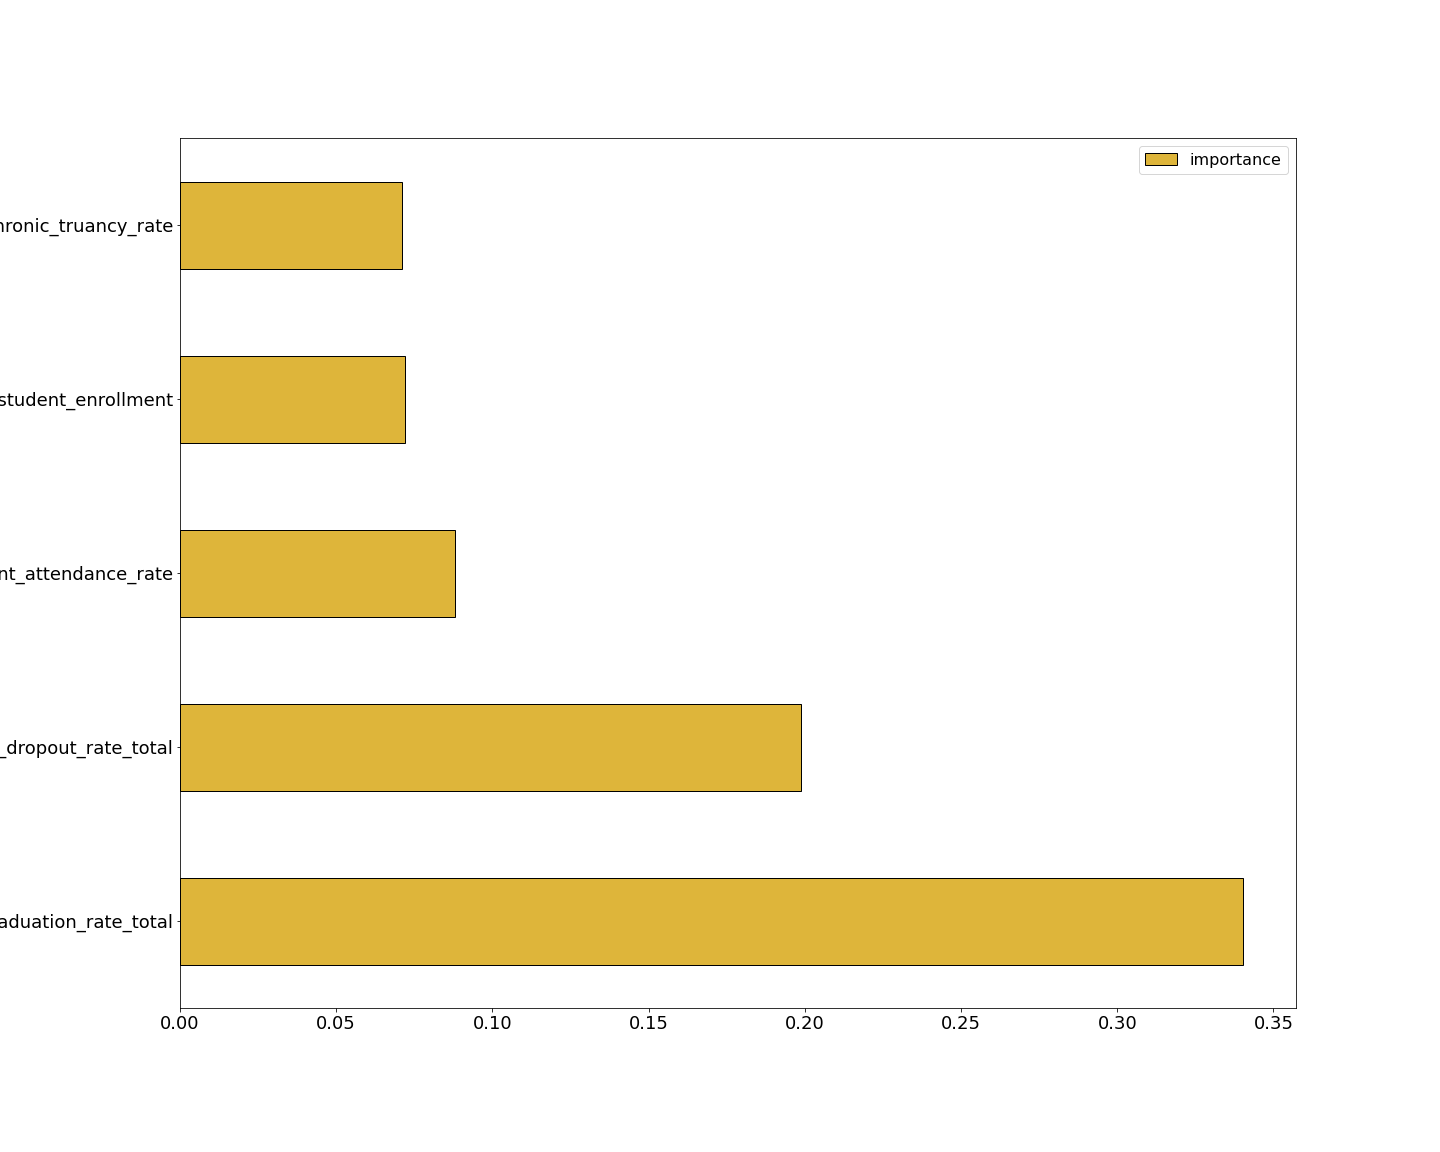 importance
hronic_truancy_rate
student_enrollment
nt_attendance_rate
_dropout_rate_total
aduation_rate_total
0.00 0.05 0.10 0.15 0.20 0.25 0.30 0.35